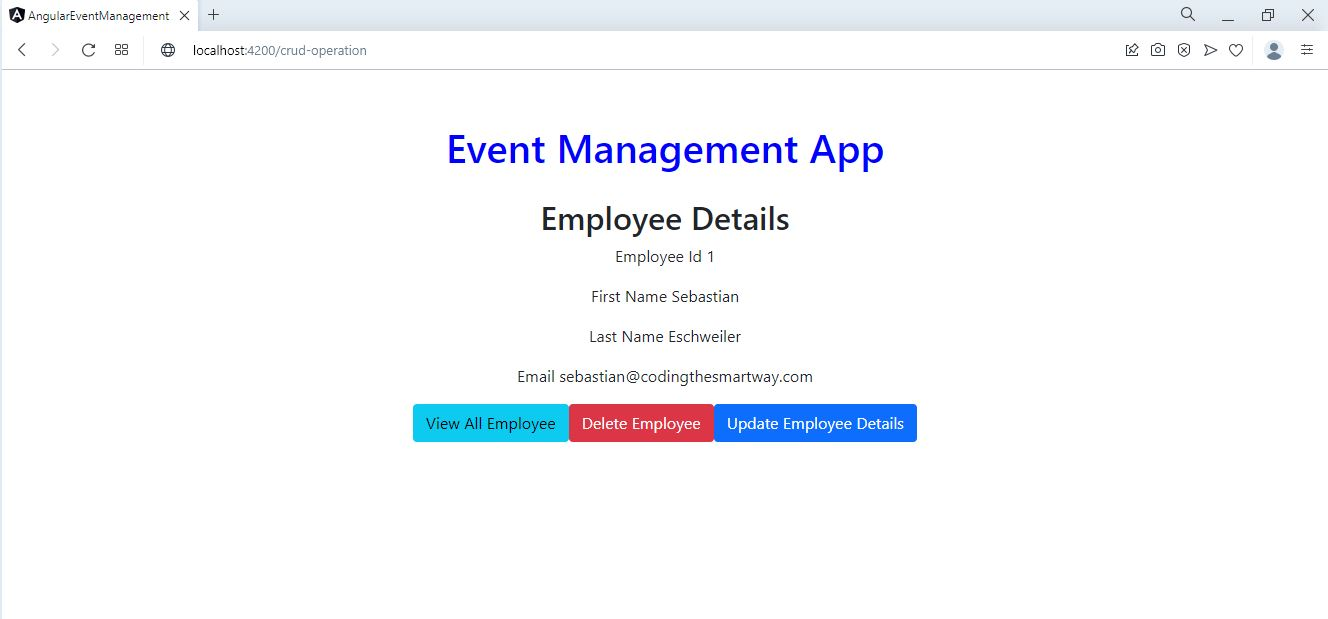 AngularEventManagement
localhost:4200/crud-operation
Event Management App
Employee Details
Employee Id 1
First Name Sebastian
Last Name Eschweiler
Email sebastian@codingthesmartway.com
View All Employee Delete Employee Update Employee Details